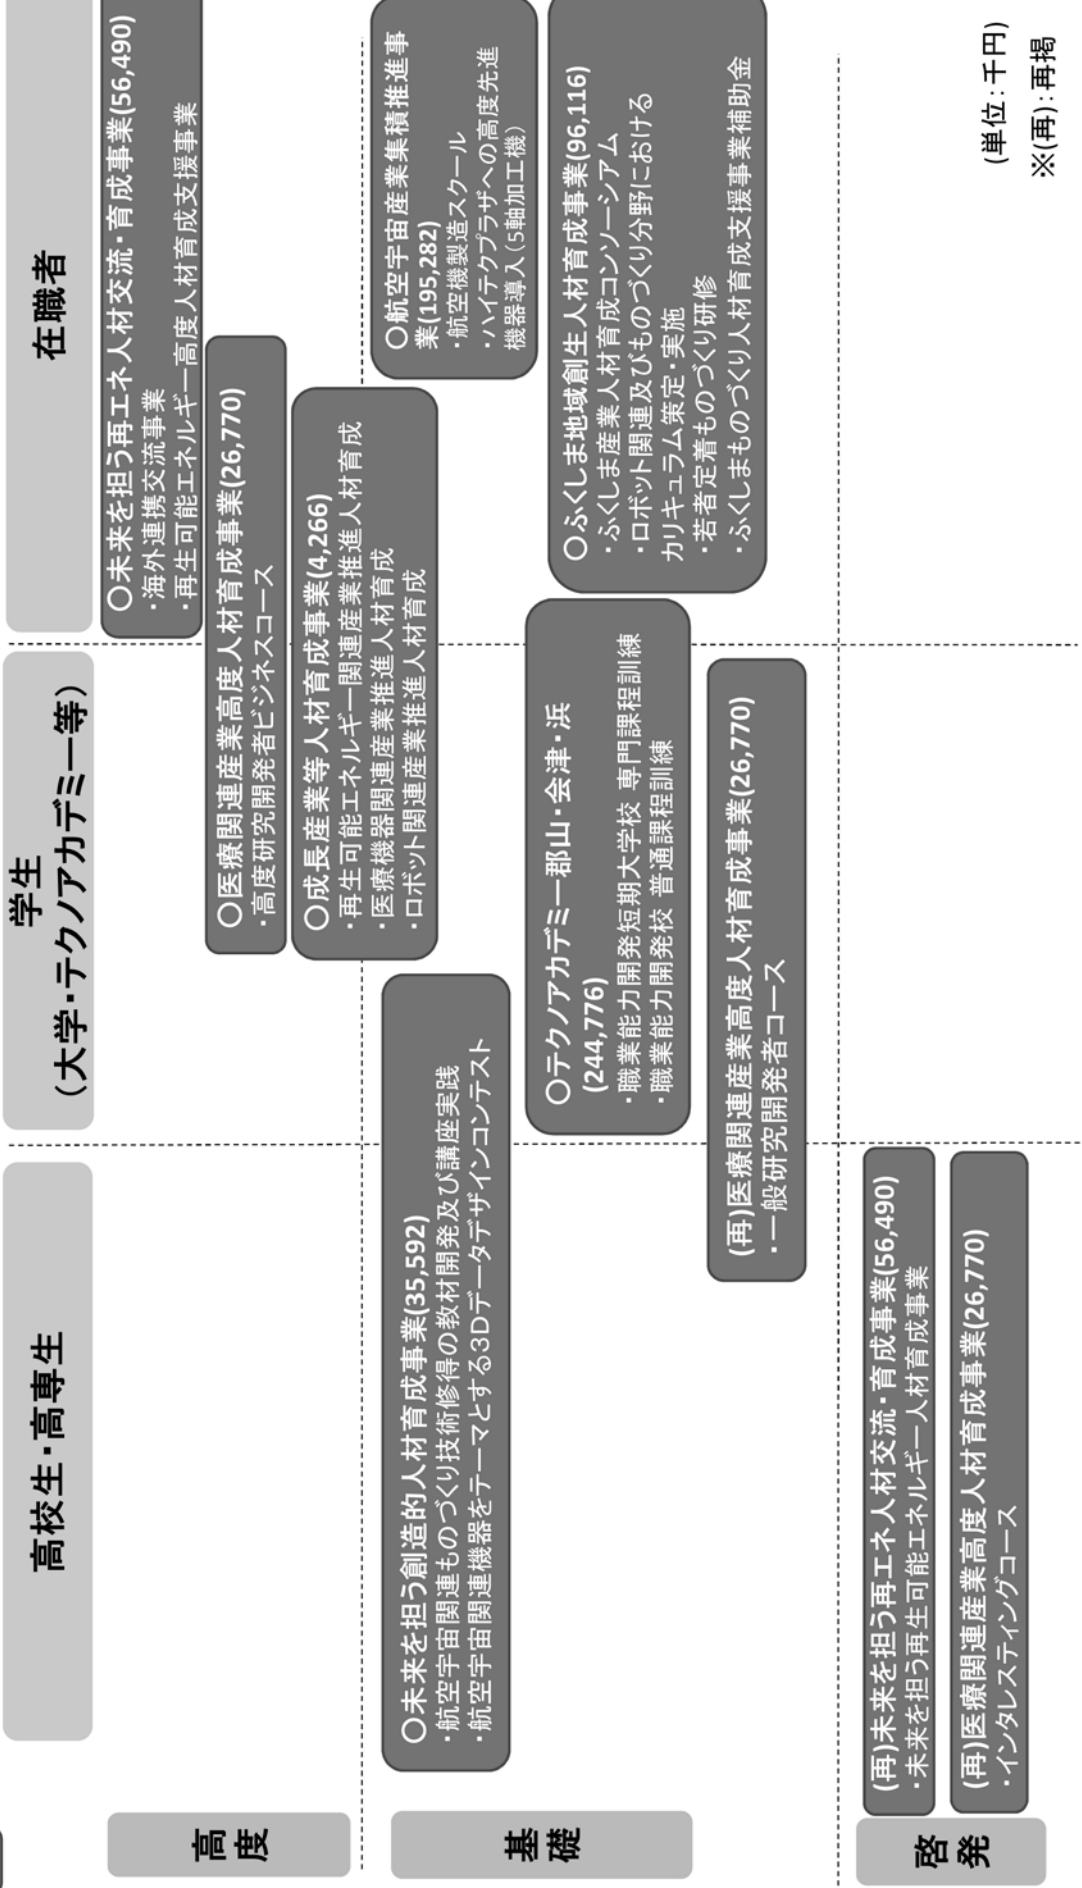 高校生・高専生
学生
（大学・テクノアカデミー等）
在職者
高度
○未来を担う再エネ人材交流・育成事業(56,490)
・海外連携交流事業
・再生可能エネルギー高度人材育成支援事業
○医療関連産業高度人材育成事業(26,770)
・高度研究開発者ビジネスコース
○成長産業等人材育成事業(4,266)
・再生可能エネルギー関連産業推進人材育成
・医療機器関連産業推進人材育成
・ロボット関連産業推進人材育成
基礎
○未来を担う創造的人材育成事業(35,592)
・航空宇宙関連ものづくり技術修得の教材開発及び講座実践
・航空宇宙関連機器をテーマとする3Dデータデザインコンテスト
○航空宇宙産業集積推進事
業(195,282)
・航空機製造スクール
・ハイテクプラザへの高度先進
機器導入（5軸加工機）
○テクノアカデミー郡山・会津・浜
(244,776)
・職業能力開発短期大学校 専門課程訓練
・職業能力開発校 普通課程訓練
○ふくしま地域創生人材育成事業(96,116)
・ふくしま産業人材育成コンソーシアム
・ロボット関連及びものづくり分野における
カリキュラム策定・実施
・若者定着ものづくり研修
・ふくしまものづくり人材育成支援事業補助金
(再)医療関連産業高度人材育成事業(26,770)
・一般研究開発者コース
啓発
(再)未来を担う再エネ人材交流・育成事業(56,490)
・未来を担う再生可能エネルギー人材育成事業
(再)医療関連産業高度人材育成事業(26,770)
・インタレスティングコース
(単位：千円)
※(再)：再掲